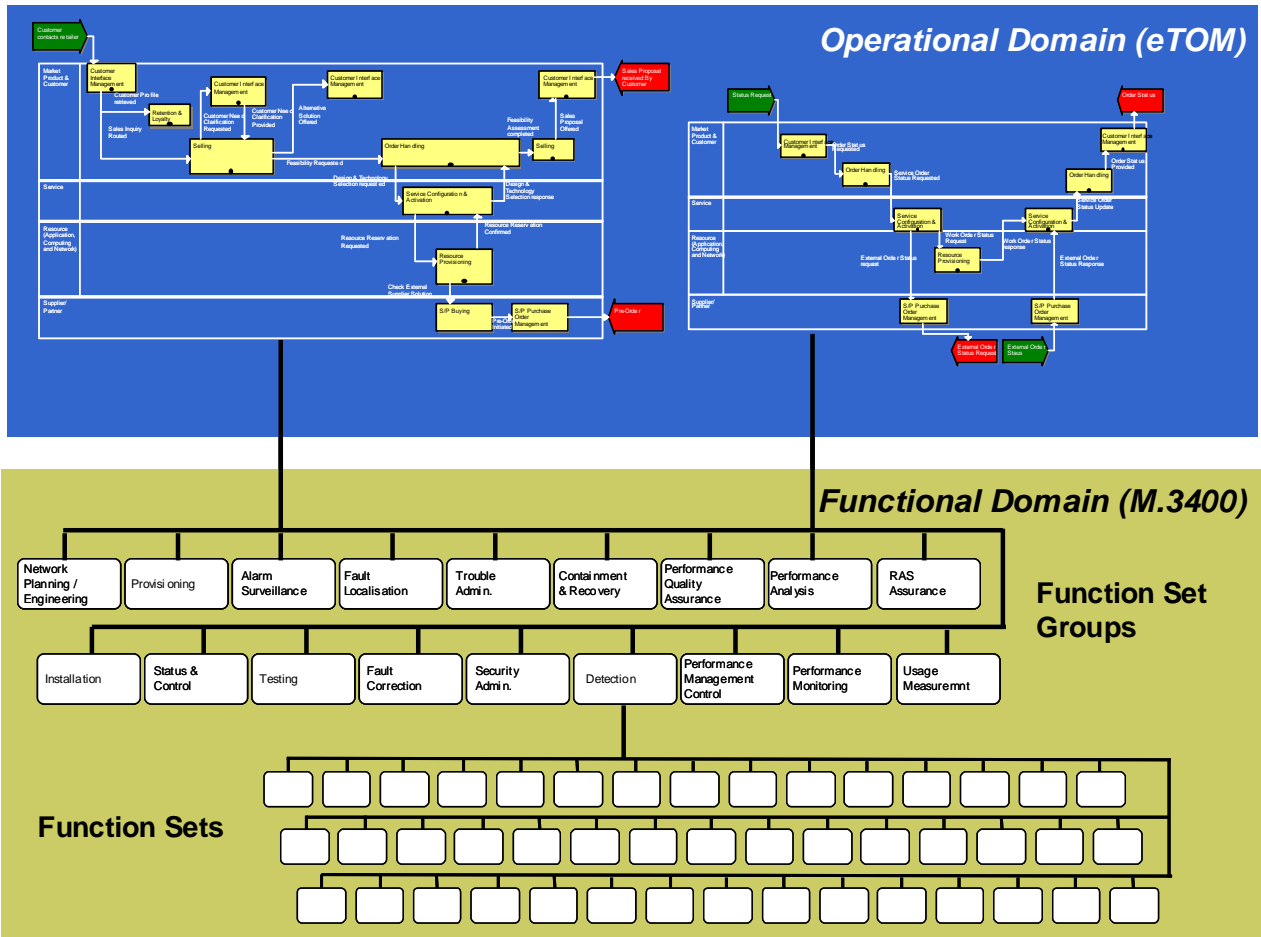 Operational Domain (eTOM)
Customer
contacts retailer
Market
Product &
Customer
Customer
Interface
Management
Customer Profile
retrieved
Retention &
Loyalty
Sales Inquiry
Routed
Customer Interface
Management
Customer Need
Clarification
Requested
Customer Need
Clarification
Provided
Selling
Alternative
Solution
Offered
Customer Interface
Management
Feasibility Requested
Order Handling
Feasibility
Assessment
completed
Selling
Sales
Proposal
Offered
Customer Interface
Management
Sales Proposal
received By
Customer
Service
Design & Technology
Selection requested
Service Configuration &
Activation
Design &
Technology
Selection response
Resource
(Application,
Computing
and Network)
Resource Reservation
Requested
Resource Reservation
Confirmed
Resource
Provisioning
Check External
Supplier Solution
Supplier/
Partner
S/P Buying
S/P Purchase
Order
Management
Pre-Order
Status Request
Order Status
Market
Product &
Customer
Customer Interface
Management
Order Status
Requested
Order Handling
Service Order
Status Requested
Customer Interface
Management
Order Status
Provided
Order Handling
Service Order
Status Update
Service
Service
Configuration &
Activation
Service
Configuration &
Activation
Resource
(Application,
Computing
and Network)
Work Order Status
Request
Work Order Status
response
Resource
Provisioning
External Order Status
request
External Order
Status Response
Supplier/
Partner
S/P Purchase
Order
Management
S/P Purchase
Order
Management
External Order
Status Request
External Order
Staus
Functional Domain (M.3400)
Network
Planning /
Engineering
Provisioning
Alarm
Surveillance
Fault
Localisation
Trouble
Admin.
Containment
& Recovery
Performance
Quality
Assurance
Performance
Analysis
RAS
Assurance
Function Set
Groups
Installation
Status &
Control
Testing
Fault
Correction
Security
Admin.
Detection
Performance
Management
Control
Performance
Monitoring
Usage
Measuremnt
Function Sets